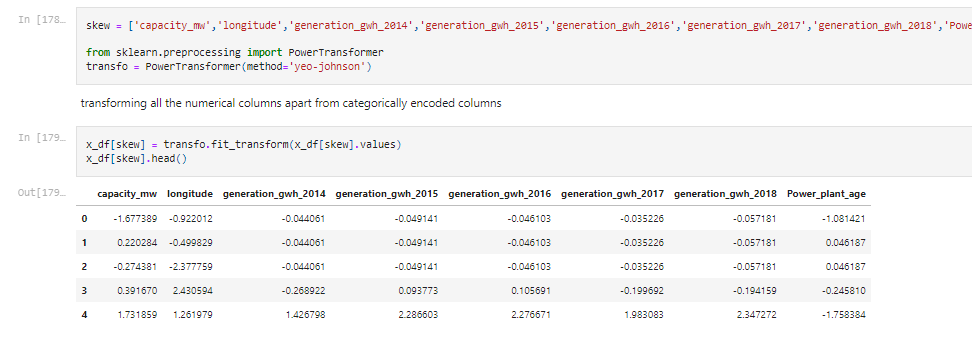 In [178...
skew = ['capacity_mw','longitude','generation_gwh_2014','generation_gwh_2015','generation_gwh_2016','generation_gwh_2017','generation_gwh_2018','Powe
from sklearn.preprocessing import PowerTransformer
transfo = PowerTransformer(method='yeo-johnson')
transforming all the numerical columns apart from categorically encoded columns
In [179...
x_df[skew] = transfo.fit_transform(x_df[skew].values)
x_df[skew].head()
Out[179...
capacity_mw longitude generation_gwh_2014 generation_gwh_2015 generation_gwh_2016 generation_gwh_2017 generation_gwh_2018 Power_plant_age
0 -1.677389 -0.922012 -0.044061 -0.049141 -0.046103 -0.035226 -0.057181 -1.081421
1 0.220284 -0.499829 -0.044061 -0.049141 -0.046103 -0.035226 -0.057181 0.046187
2 -0.274381 -2.377759 -0.044061 -0.049141 -0.046103 -0.035226 -0.057181 0.046187
3 0.391670 2.430594 -0.268922 0.093773 0.105691 -0.199692 -0.194159 -0.245810
4 1.731859 1.261979 1.426798 2.286603 2.276671 1.983083 2.347272 -1.758384